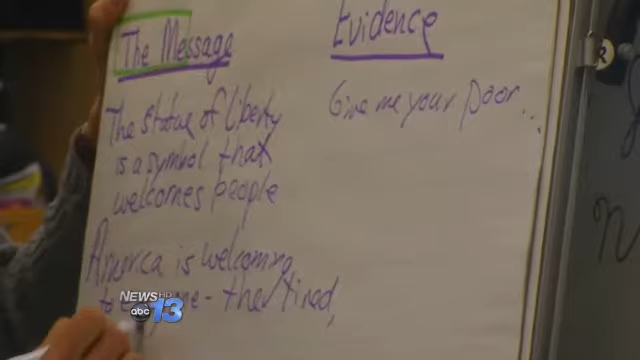 The Message
The statue of liberty
is a symbol that
welcomes people
America is welcoming
the tired,
Evidence
Give me your poor...
R
NEWS HD
abc 13